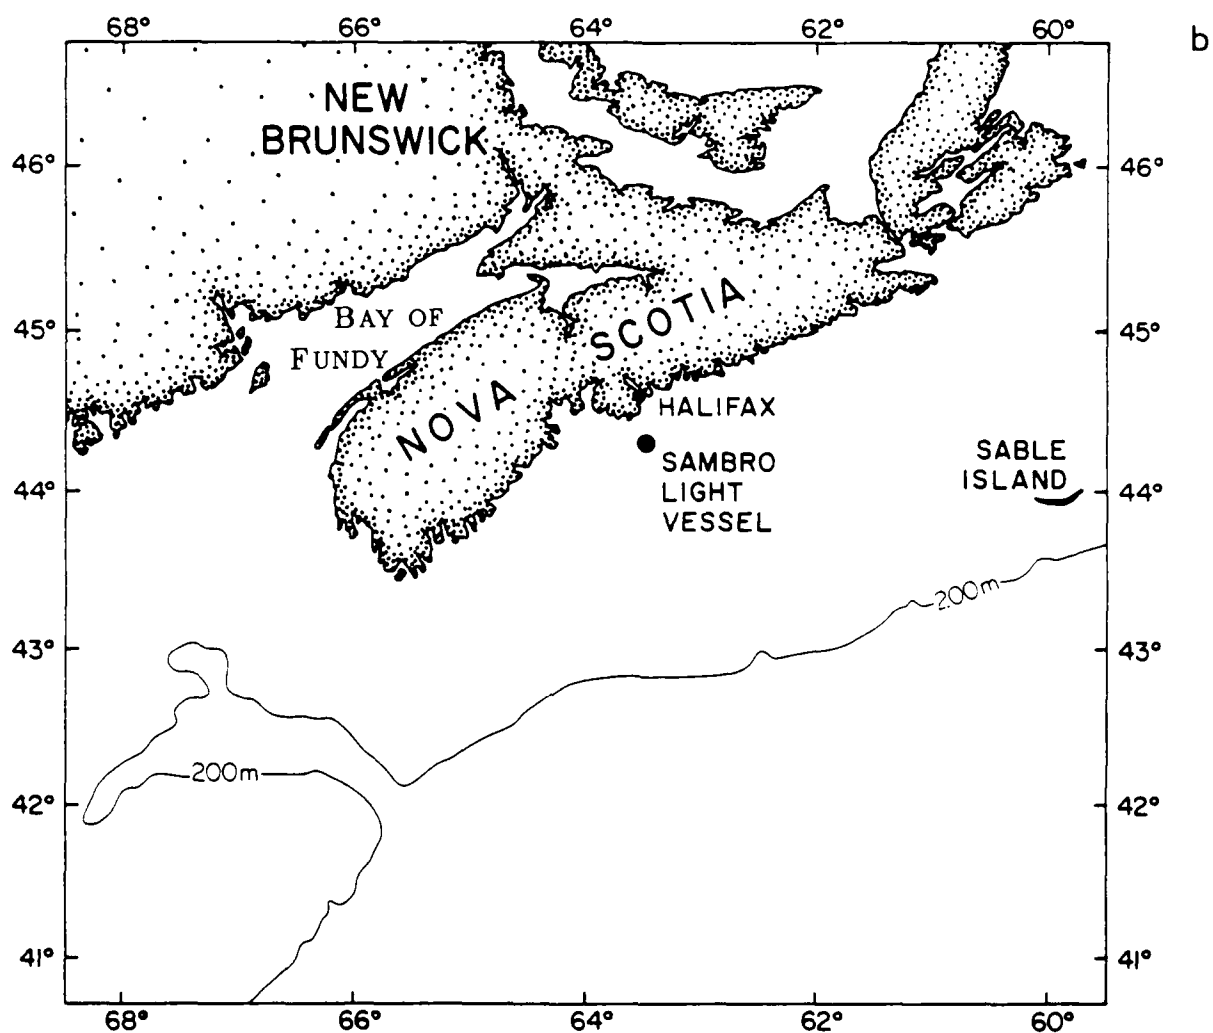 68° 66° 64° 62° 60°
b
NEW
BRUNSWICK
46° 46°
45° 45°
BAY OF
FUNDY
NOVA SCOTIA
HALIFAX
SAMBRO
LIGHT
VESSEL
SABLE
ISLAND
44° 44°
200m
43° 43°
200m
42° 42°
41° 41°
68° 66° 64° 62° 60°